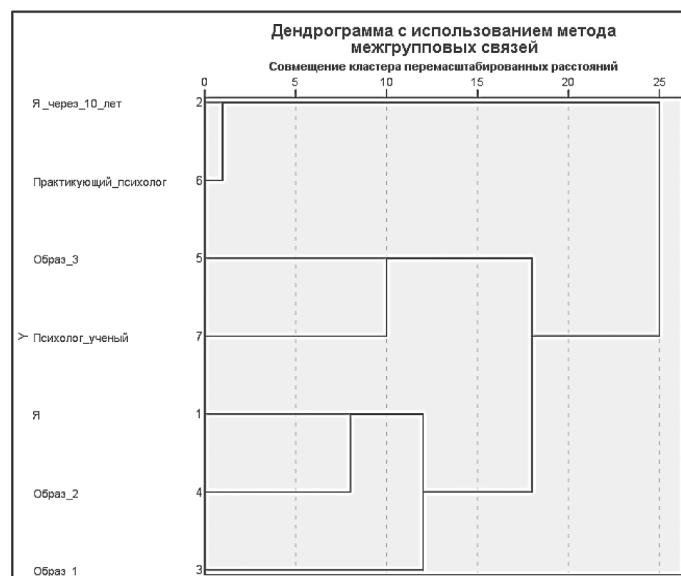 Дендрограмма с использованием метода
межгрупповых связей
Совмещение кластера перемасштабированных расстояний
0 5 10 15 20 25
Я_через_10_лет 2
Практикующий_психолог 6
Образ_3 5
Y
Психолог_ученый 7
Я 1
Образ_2 4
Образ_1 3